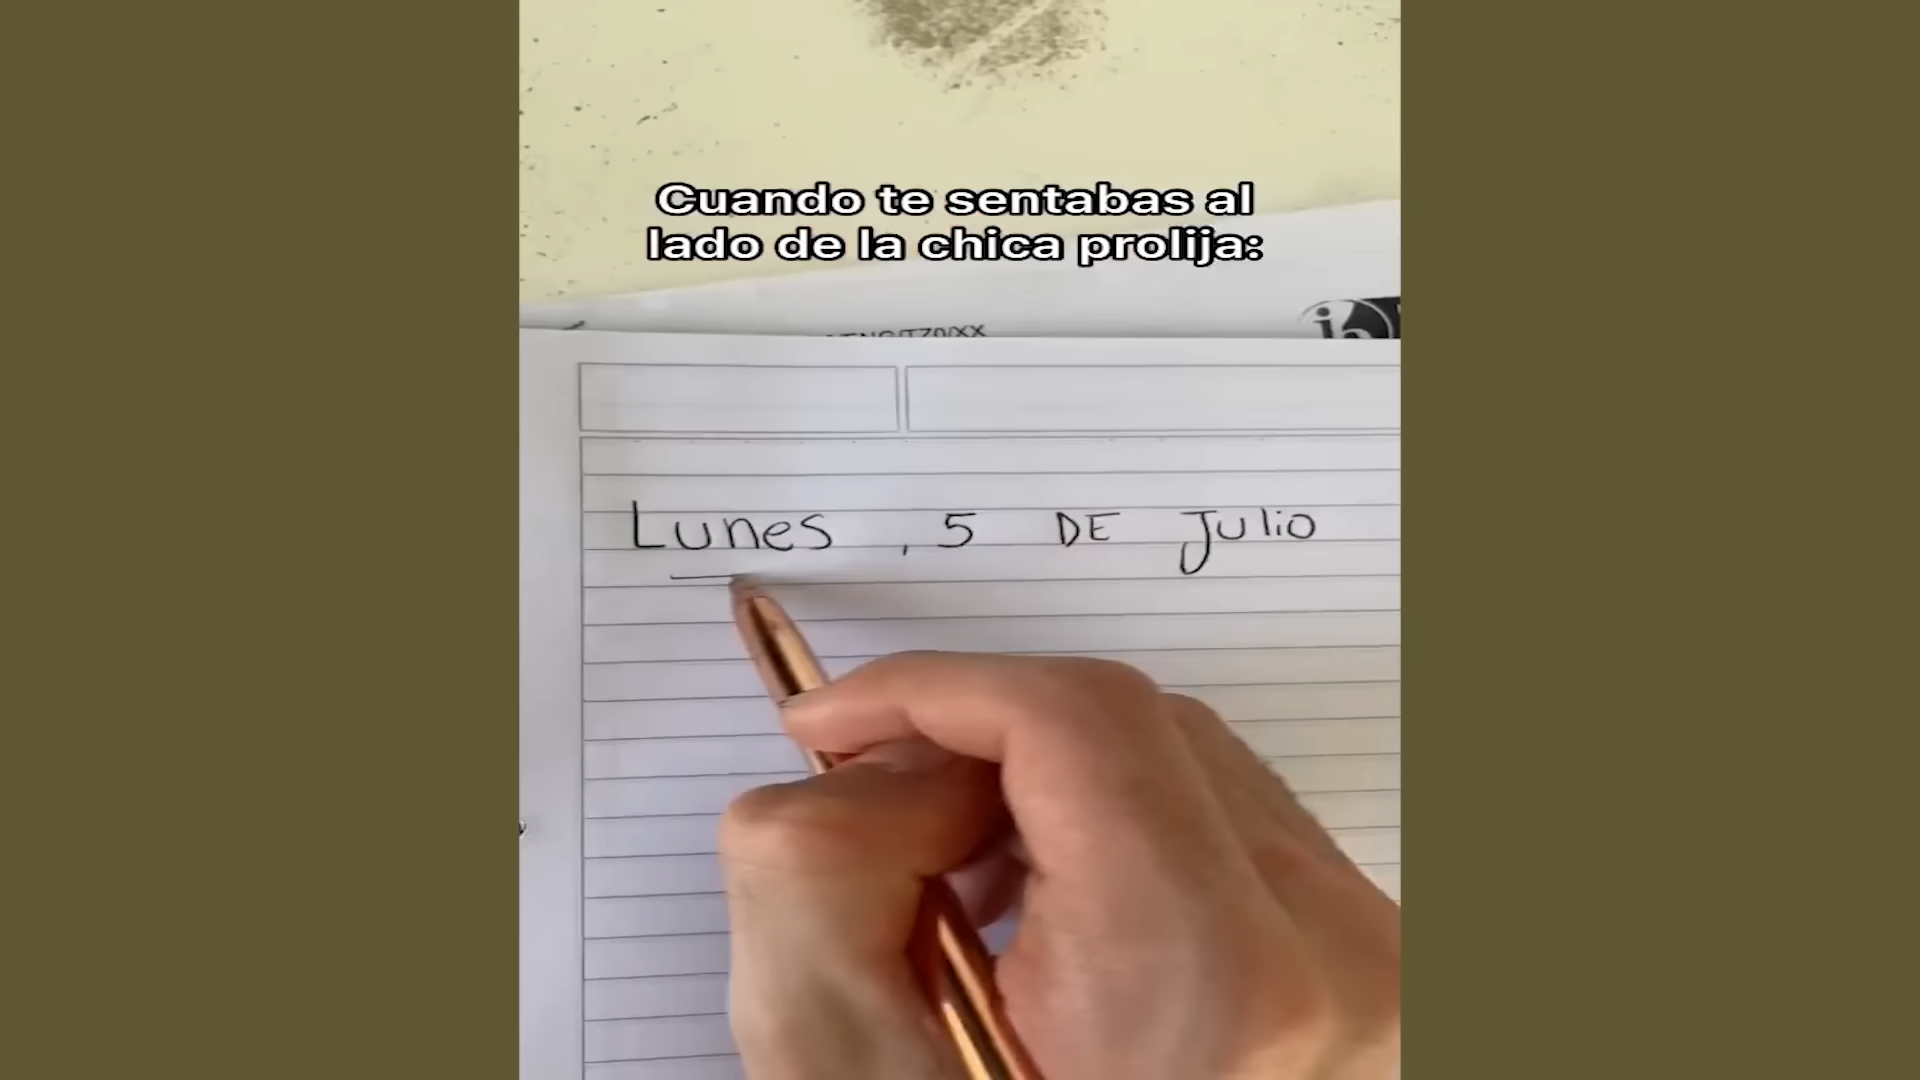 Cuando te sentabas al
lado de la chica prolija:
Lunes, 5 DE Julio